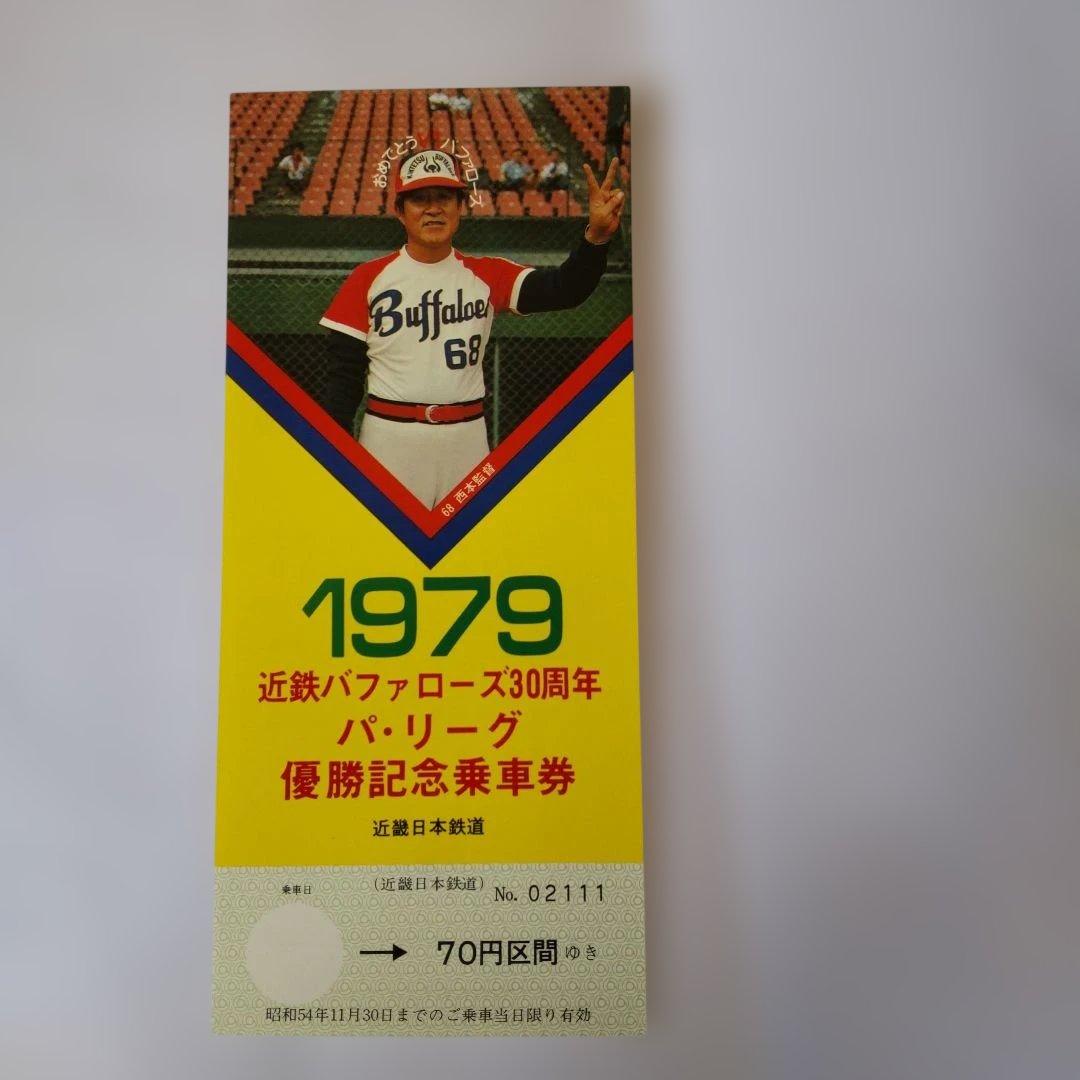 おめでとう バファローズ
KINTETSU BUFFALOES
Buffaloe
68
68 西本監督
1979
近鉄バファローズ30周年
パ・リーグ
優勝記念乗車券
近畿日本鉄道
(近畿日本鉄道)
No. 02111
乗車日
→ 70円区間 ゆき
昭和54年11月30日までのご乗車当日限り有効